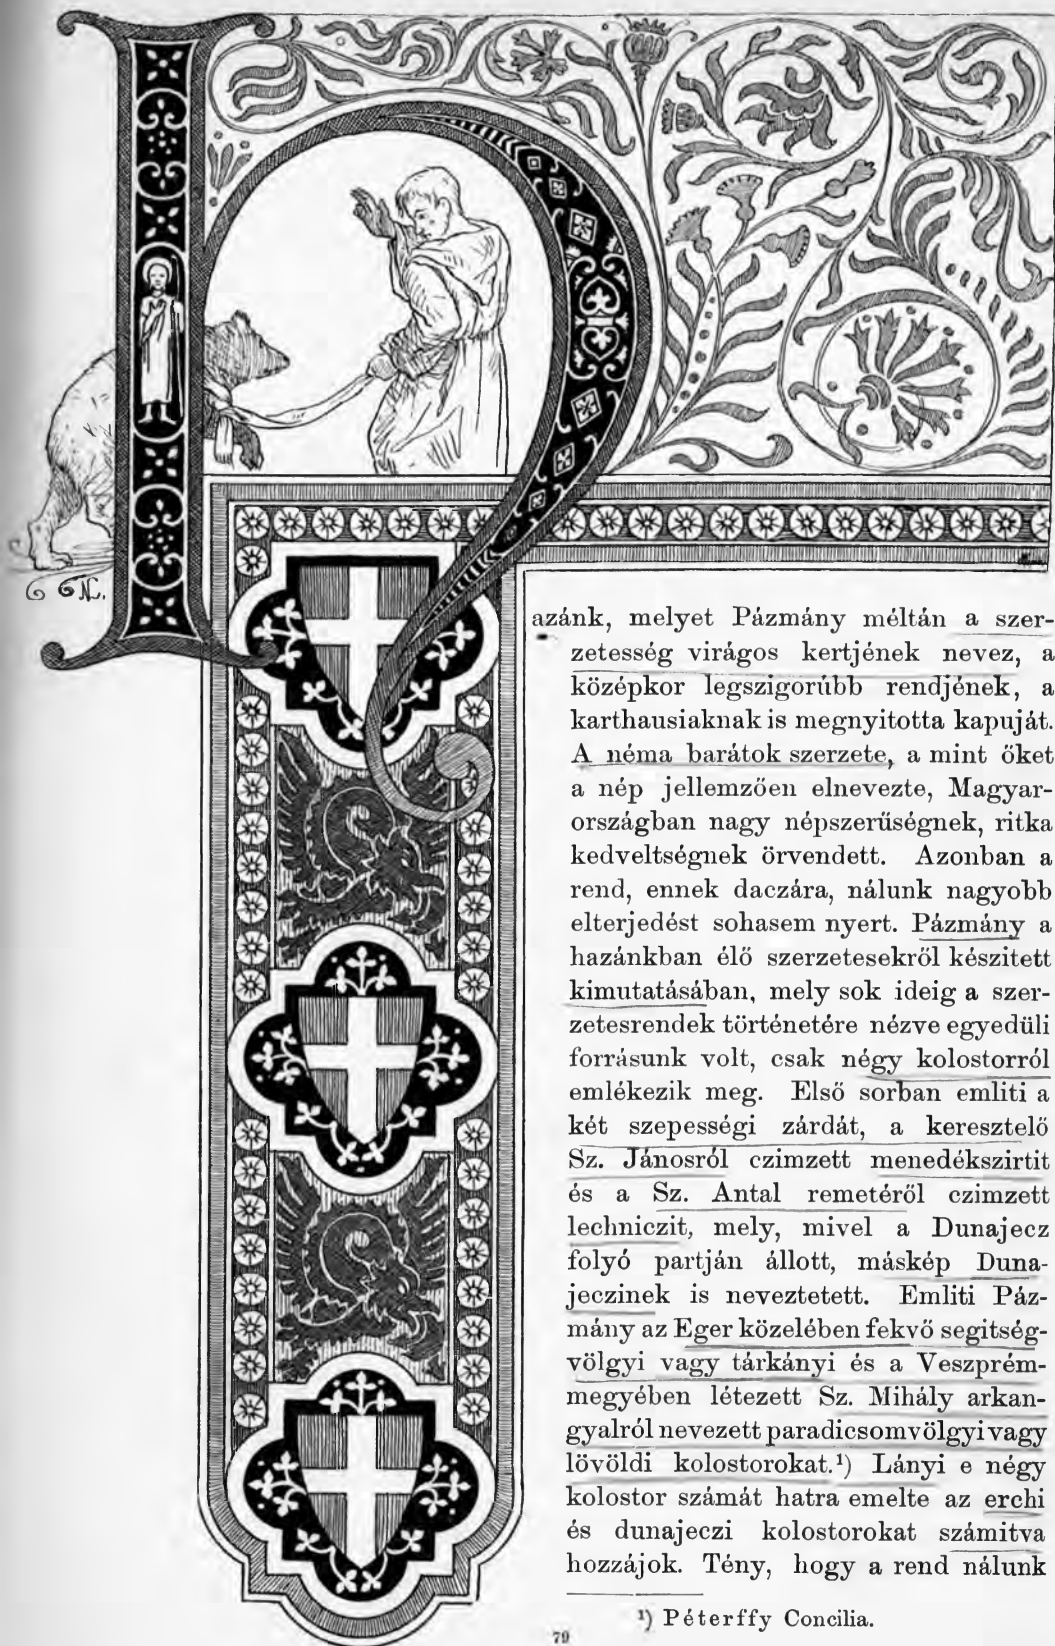 H
azánk, melyet Pázmány méltán a szer-
zetesség virágos kertjének nevez, a
középkor legszigorúbb rendjének, a
karthausiaknak is megnyitotta kapuját.
A néma barátok szerzete, a mint őket
a nép jellemzően elnevezte, Magyar-
országban nagy népszerűségnek, ritka
kedveltségnek örvendett. Azonban a
rend, ennek daczára, nálunk nagyobb
elterjedést sohasem nyert. Pázmány a
hazánkban élő szerzetesekről készitett
kimutatásában, mely sok ideig a szer-
zetesrendek történetére nézve egyedüli
forrásunk volt, csak négy kolostorról
emlékezik meg. Első sorban emliti a
két szepességi zárdát, a keresztelő
Sz. Jánosról czimzett menedékszirtit
és a Sz. Antal remetéről czimzett
lechniczit, mely, mivel a Dunajecz
folyó partján állott, máskép Duna-
jeczinek is neveztetett. Emliti Páz-
mány az Eger közelében fekvő segitség-
völgyi vagy tárkányi és a Veszprém-
megyében létezett Sz. Mihály arkan-
gyalról nevezett paradicsomvölgyi vagy
lövöldi kolostorokat.¹) Lányi e négy
kolostor számát hatra emelte az erchi
és dunajeczi kolostorokat számitva
hozzájok. Tény, hogy a rend nálunk
¹) Péterffy Concilia.
79